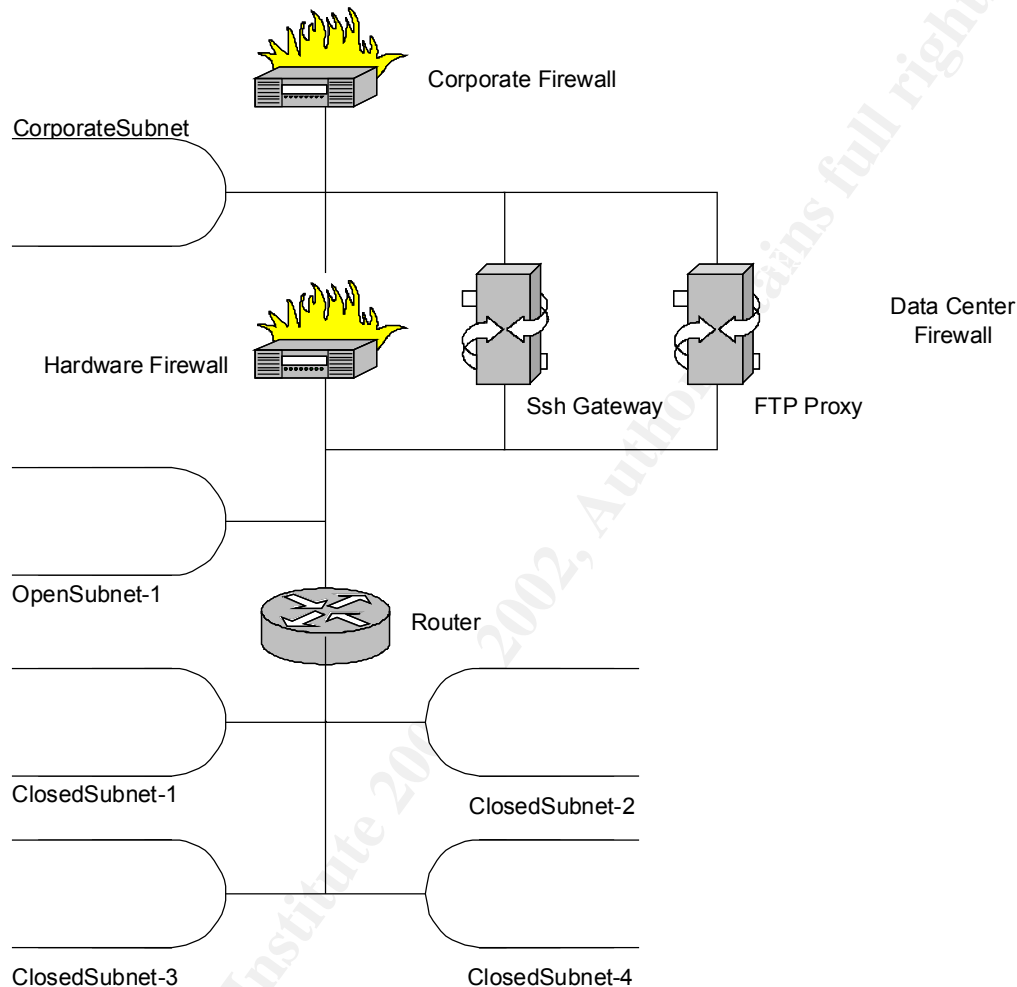 Corporate Firewall
CorporateSubnet
Data Center
Firewall
Hardware Firewall
Ssh Gateway
FTP Proxy
OpenSubnet-1
Router
ClosedSubnet-1
ClosedSubnet-2
ClosedSubnet-3
ClosedSubnet-4